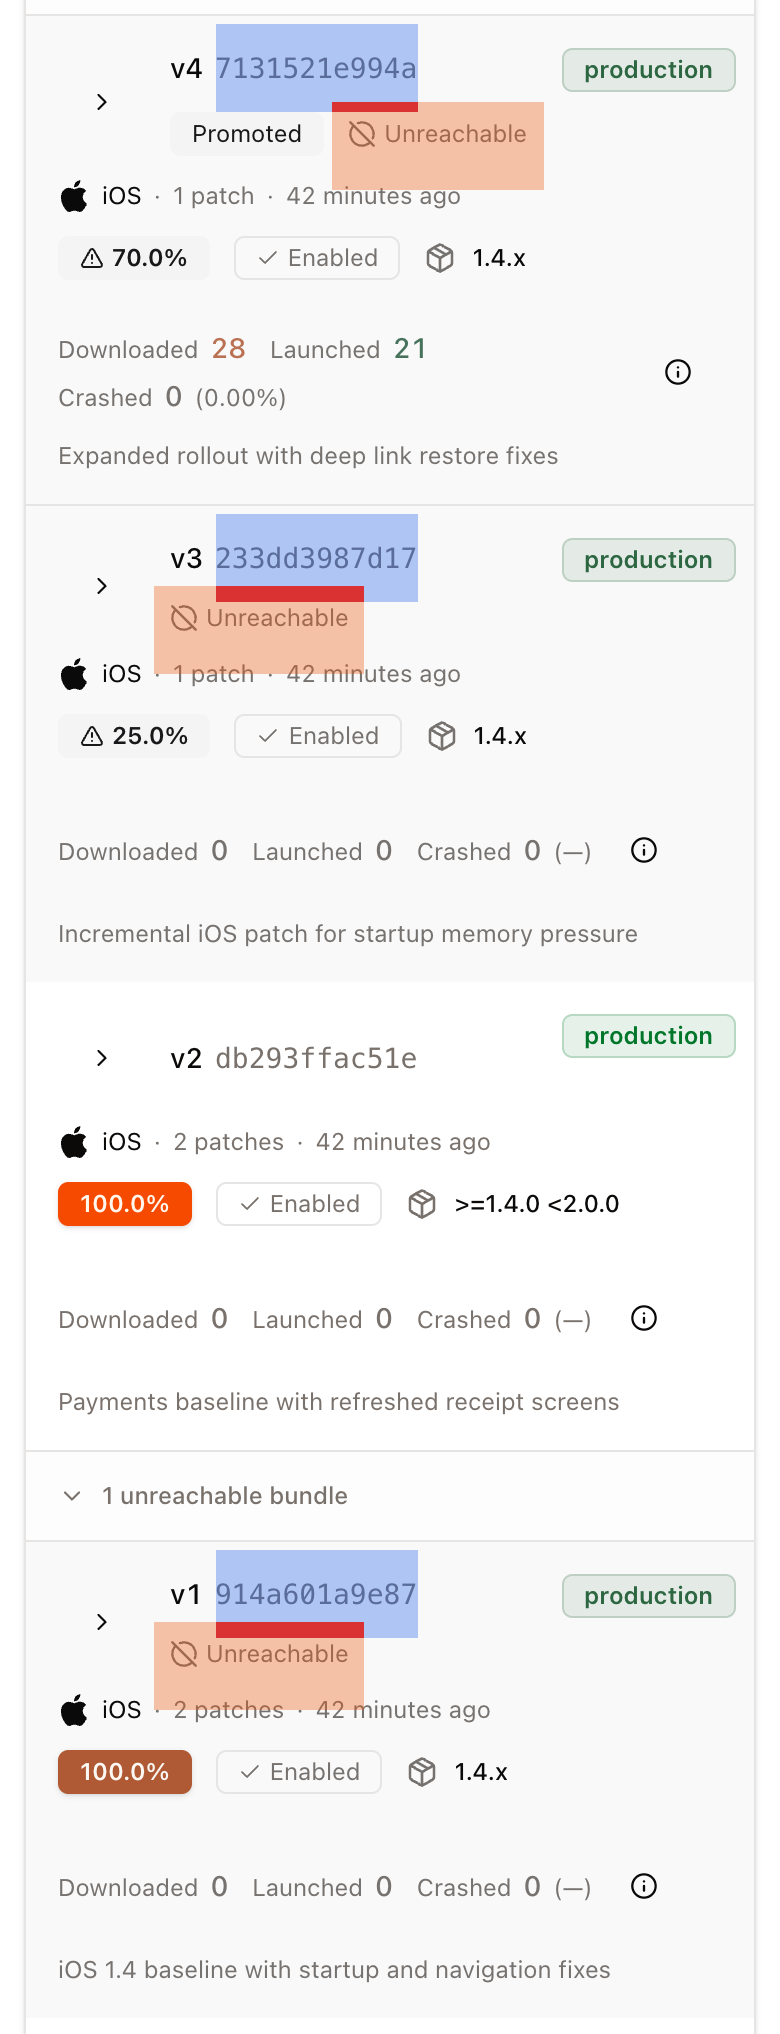 v4 7131521e994a production
Promoted Unreachable
iOS · 1 patch · 42 minutes ago
70.0% Enabled 1.4.x
Downloaded 28 Launched 21
Crashed 0 (0.00%)
Expanded rollout with deep link restore fixes
v3 233dd3987d17 production
Unreachable
iOS · 1 patch · 42 minutes ago
25.0% Enabled 1.4.x
Downloaded 0 Launched 0 Crashed 0 (—)
Incremental iOS patch for startup memory pressure
production
v2 db293ffac51e
iOS · 2 patches · 42 minutes ago
100.0% Enabled >=1.4.0 <2.0.0
Downloaded 0 Launched 0 Crashed 0 (—)
Payments baseline with refreshed receipt screens
1 unreachable bundle
v1 914a601a9e87 production
Unreachable
iOS · 2 patches · 42 minutes ago
100.0% Enabled 1.4.x
Downloaded 0 Launched 0 Crashed 0 (—)
iOS 1.4 baseline with startup and navigation fixes